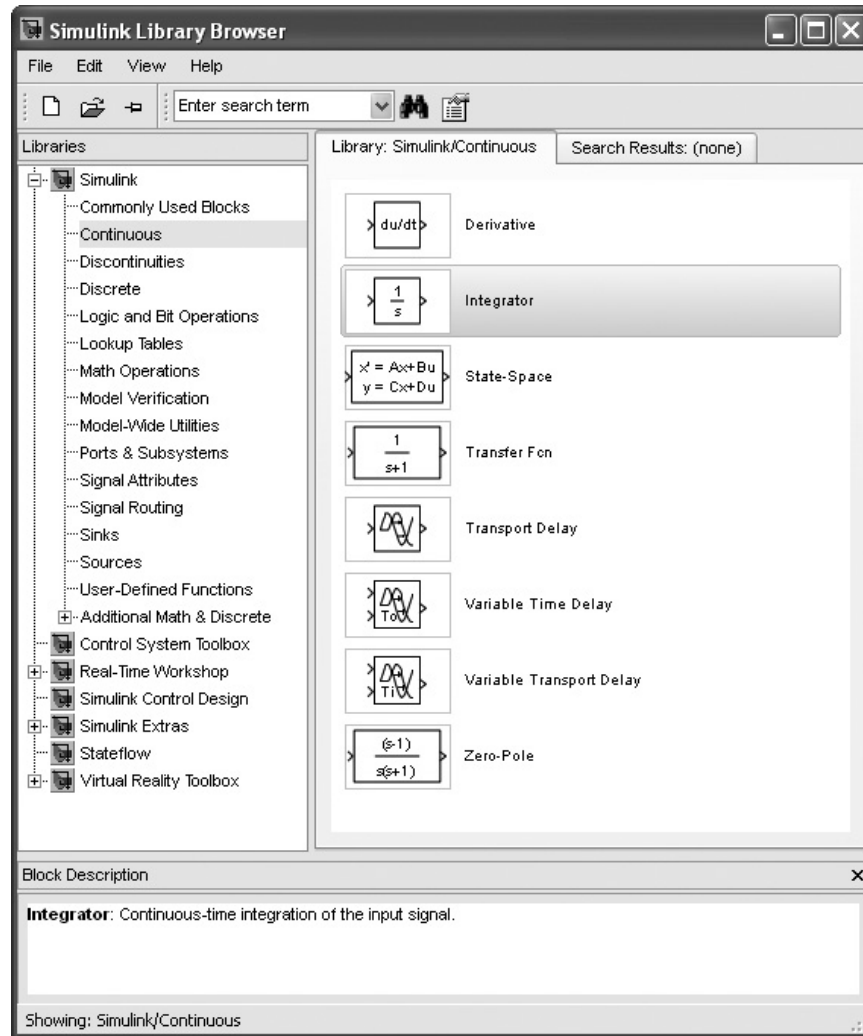 Simulink Library Browser
File Edit View Help
Enter search term
Libraries
Simulink
Commonly Used Blocks
Continuous
Discontinuities
Discrete
Logic and Bit Operations
Lookup Tables
Math Operations
Model Verification
Model-Wide Utilities
Ports & Subsystems
Signal Attributes
Signal Routing
Sinks
Sources
User-Defined Functions
Additional Math & Discrete
Control System Toolbox
Real-Time Workshop
Simulink Control Design
Simulink Extras
Stateflow
Virtual Reality Toolbox
Library: Simulink/Continuous Search Results: (none)
du/dt Derivative
1
s
Integrator
x' = Ax+Bu
y = Cx+Du
State-Space
1
s+1
Transfer Fcn
Transport Delay
To
Variable Time Delay
Ti
Variable Transport Delay
(s-1)
s(s+1)
Zero-Pole
Block Description
Integrator: Continuous-time integration of the input signal.
Showing: Simulink/Continuous